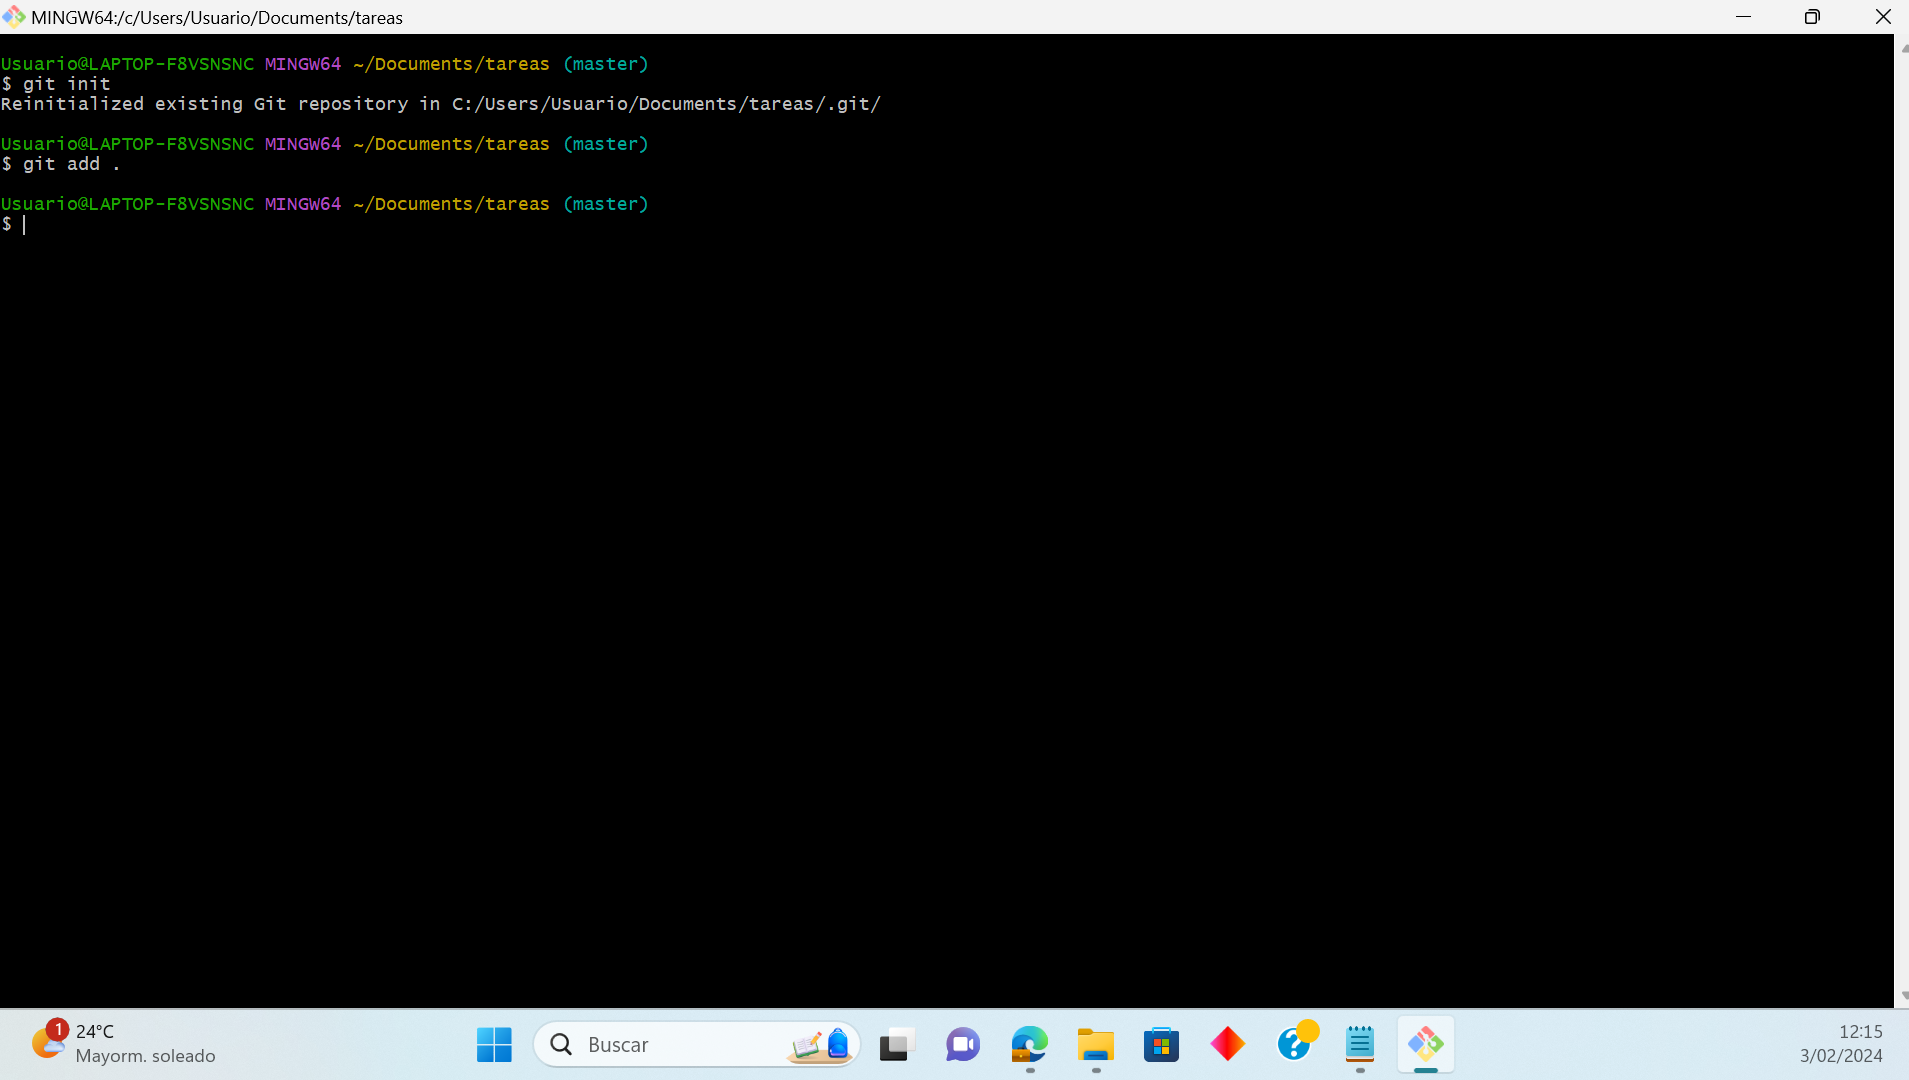 MINGW64:/c/Users/Usuario/Documents/tareas
Usuario@LAPTOP-F8VSNSNC MINGW64 ~/Documents/tareas (master)
$ git init
Reinitialized existing Git repository in C:/Users/Usuario/Documents/tareas/.git/
Usuario@LAPTOP-F8VSNSNC MINGW64 ~/Documents/tareas (master)
$ git add .
Usuario@LAPTOP-F8VSNSNC MINGW64 ~/Documents/tareas (master)
$
1
24°C
Mayorm. soleado
Buscar
12:15
3/02/2024